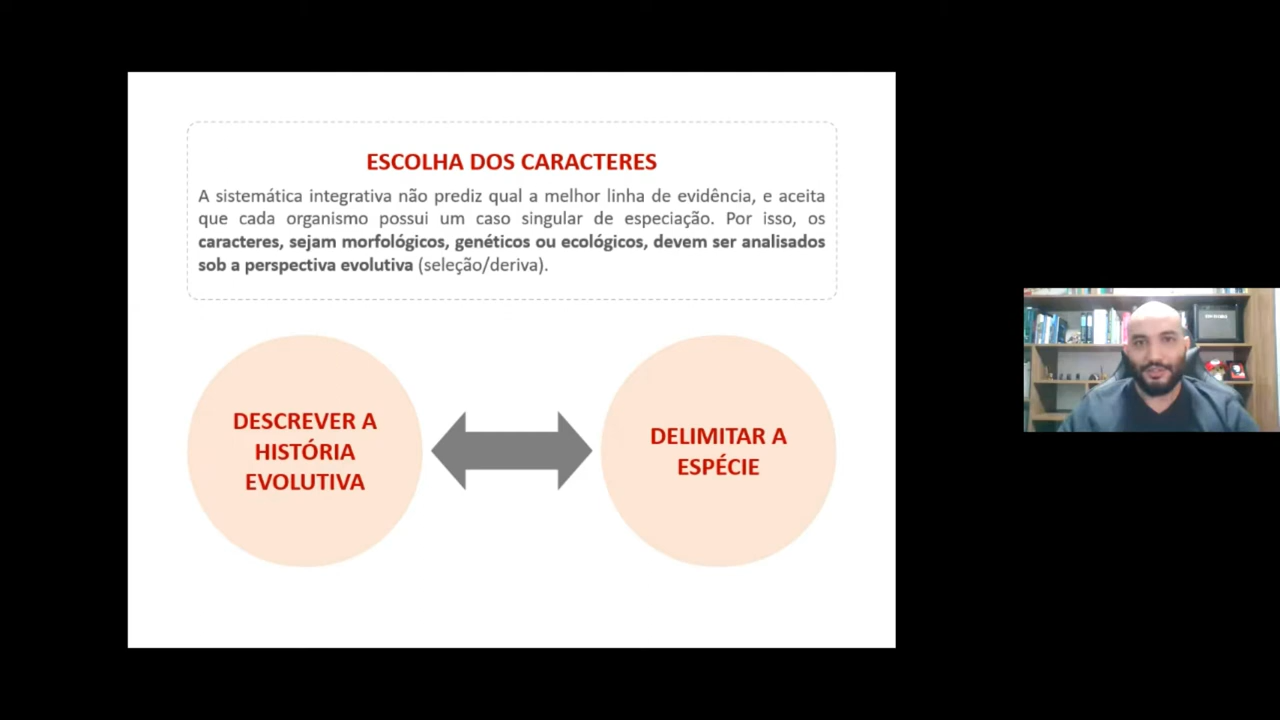 ESCOLHA DOS CARACTERES
A sistemática integrativa não prediz qual a melhor linha de evidência, e aceita
que cada organismo possui um caso singular de especiação. Por isso, os
caracteres, sejam morfológicos, genéticos ou ecológicos, devem ser analisados
sob a perspectiva evolutiva (seleção/deriva).
DESCREVER A
HISTÓRIA
EVOLUTIVA
DELIMITAR A
ESPÉCIE